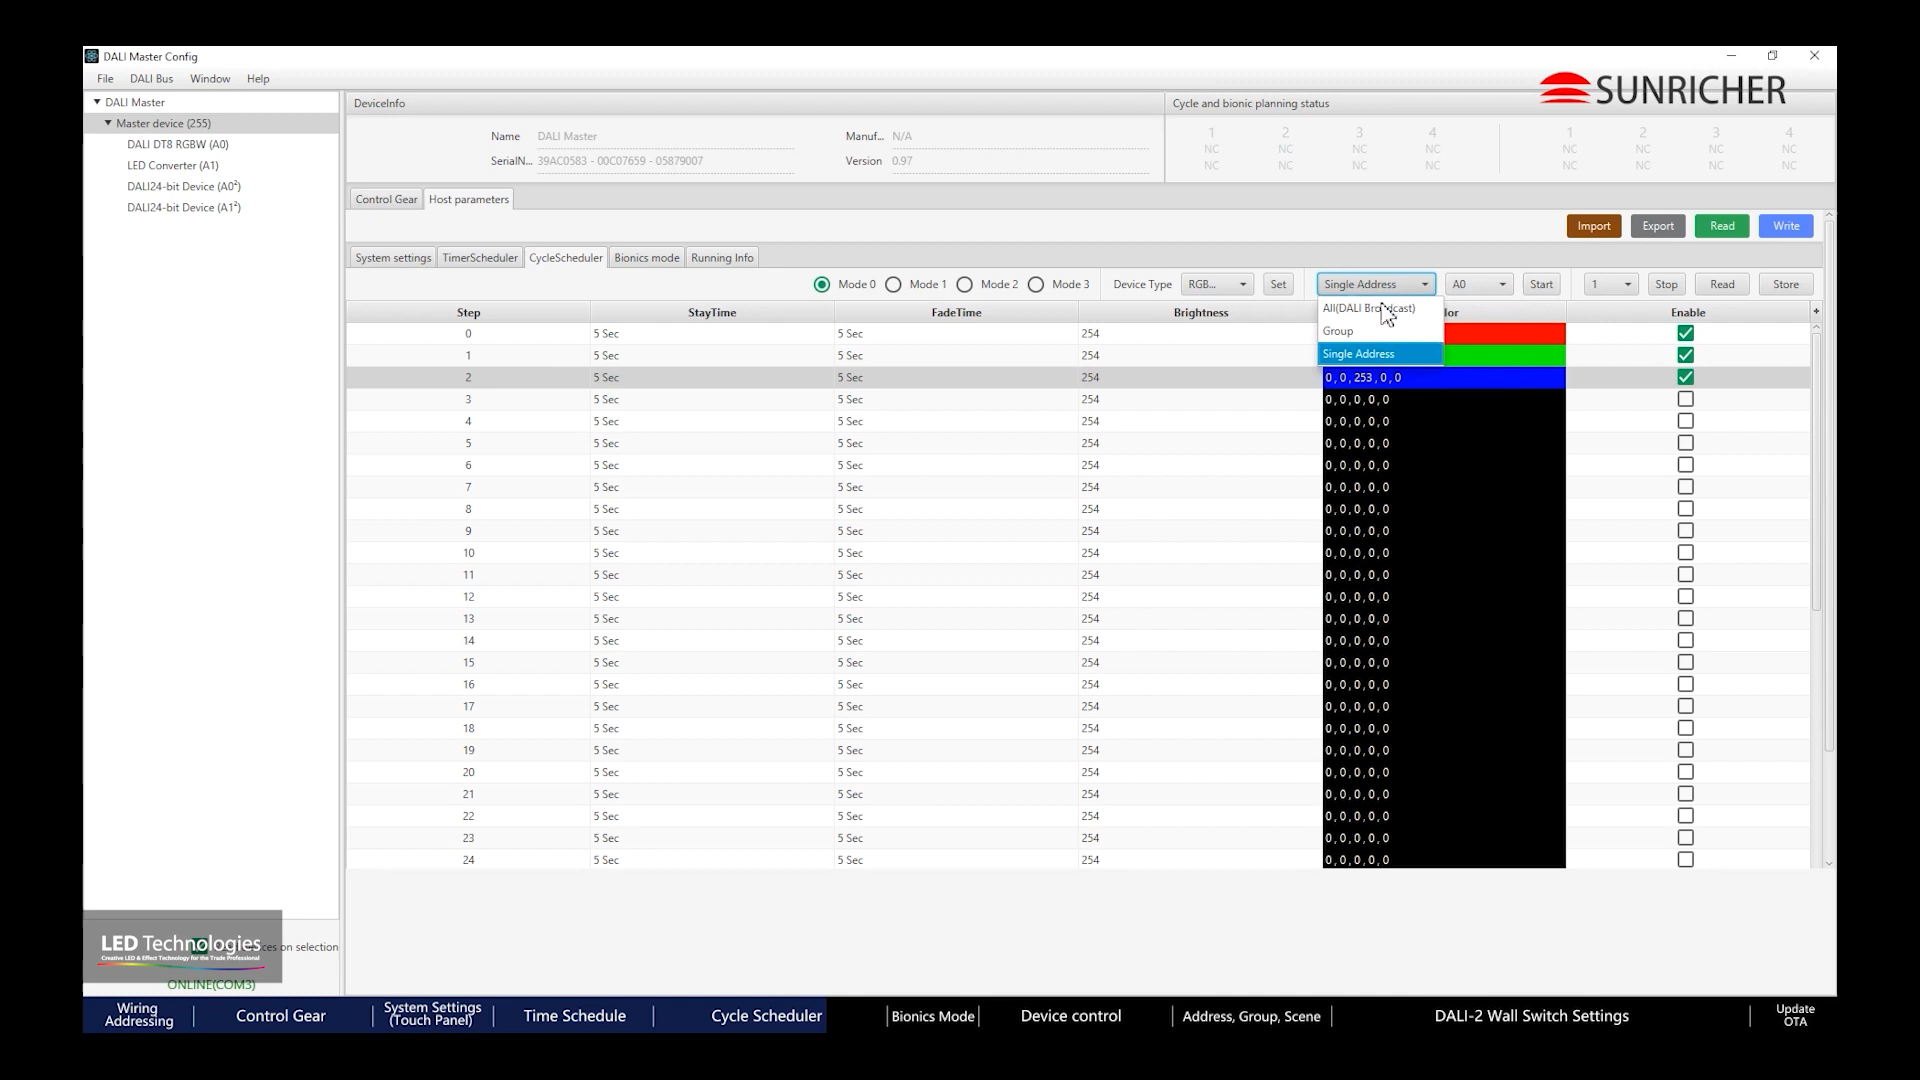 DALI Master Config
File DALI Bus Window Help
SUNRICHER
DALI Master
Master device (255)
DALI DT8 RGBW (A0)
LED Converter (A1)
DALI24-bit Device (A0²)
DALI24-bit Device (A1²)
DeviceInfo
Name DALI Master Manuf... N/A
SerialN... 39AC0583 - 00C07659 - 05879007 Version 0.97
Cycle and bionic planning status
1 2 3 4 1 2 3 4
NC NC NC NC NC NC NC NC
NC NC NC NC NC NC NC NC
Control Gear Host parameters
Import Export Read Write
System settings TimerScheduler CycleScheduler Bionics mode Running Info
Mode 0 Mode 1 Mode 2 Mode 3 Device Type RGB... Set Single Address A0 Start 1 Stop Read Store
All(DALI Broadcast)
Group
Single Address
Step StayTime FadeTime Brightness lor Enable +
0 5 Sec 5 Sec 254
1 5 Sec 5 Sec 254
2 5 Sec 5 Sec 254 0,0,253,0,0
3 5 Sec 5 Sec 254 0,0,0,0,0
4 5 Sec 5 Sec 254 0,0,0,0,0
5 5 Sec 5 Sec 254 0,0,0,0,0
6 5 Sec 5 Sec 254 0,0,0,0,0
7 5 Sec 5 Sec 254 0,0,0,0,0
8 5 Sec 5 Sec 254 0,0,0,0,0
9 5 Sec 5 Sec 254 0,0,0,0,0
10 5 Sec 5 Sec 254 0,0,0,0,0
11 5 Sec 5 Sec 254 0,0,0,0,0
12 5 Sec 5 Sec 254 0,0,0,0,0
13 5 Sec 5 Sec 254 0,0,0,0,0
14 5 Sec 5 Sec 254 0,0,0,0,0
15 5 Sec 5 Sec 254 0,0,0,0,0
16 5 Sec 5 Sec 254 0,0,0,0,0
17 5 Sec 5 Sec 254 0,0,0,0,0
18 5 Sec 5 Sec 254 0,0,0,0,0
19 5 Sec 5 Sec 254 0,0,0,0,0
20 5 Sec 5 Sec 254 0,0,0,0,0
21 5 Sec 5 Sec 254 0,0,0,0,0
22 5 Sec 5 Sec 254 0,0,0,0,0
23 5 Sec 5 Sec 254 0,0,0,0,0
24 5 Sec 5 Sec 254 0,0,0,0,0
LED Technologies
Creative LED & Effect Technology for the Trade Professional
on selection
ONLINE(COM3)
Wiring Addressing
Control Gear
System Settings (Touch Panel)
Time Schedule
Cycle Scheduler
Bionics Mode
Device control
Address, Group, Scene
DALI-2 Wall Switch Settings
Update OTA